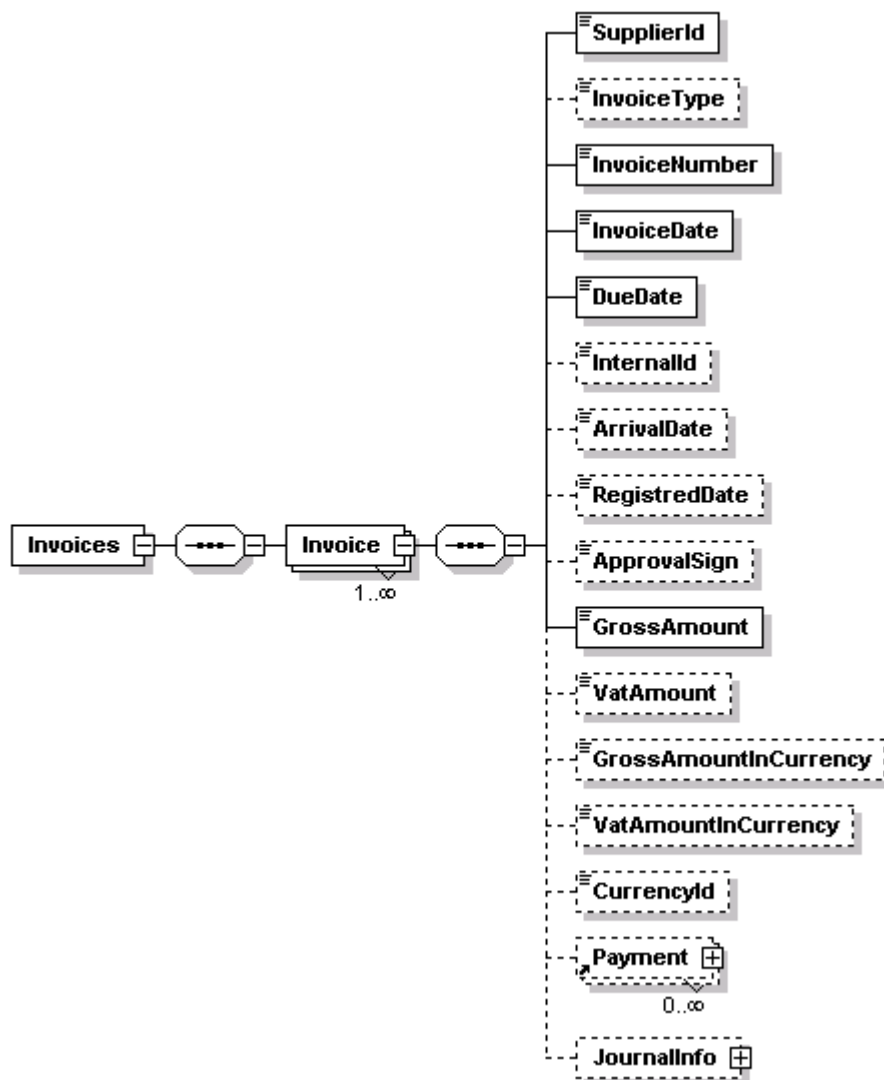 SupplierId
InvoiceType
InvoiceNumber
InvoiceDate
DueDate
InternalId
ArrivalDate
RegistredDate
ApprovalSign
Invoices
Invoice
1..∞
GrossAmount
VatAmount
GrossAmountInCurrency
VatAmountInCurrency
CurrencyId
Payment
0..∞
JournalInfo